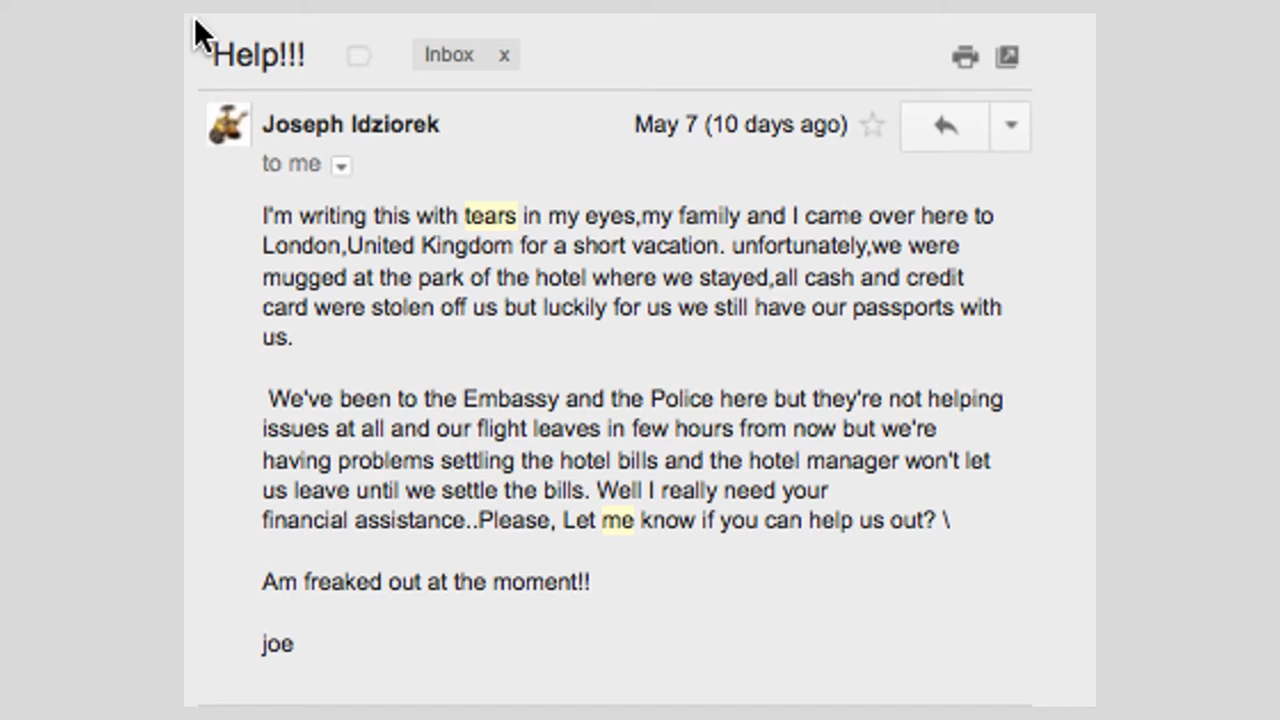 Help!!!
Inbox x
Joseph Idziorek
May 7 (10 days ago)
to me
I'm writing this with tears in my eyes,my family and I came over here to
London,United Kingdom for a short vacation. unfortunately,we were
mugged at the park of the hotel where we stayed,all cash and credit
card were stolen off us but luckily for us we still have our passports with
us.
We've been to the Embassy and the Police here but they're not helping
issues at all and our flight leaves in few hours from now but we're
having problems settling the hotel bills and the hotel manager won't let
us leave until we settle the bills. Well I really need your
financial assistance..Please, Let me know if you can help us out? \
Am freaked out at the moment!!
joe